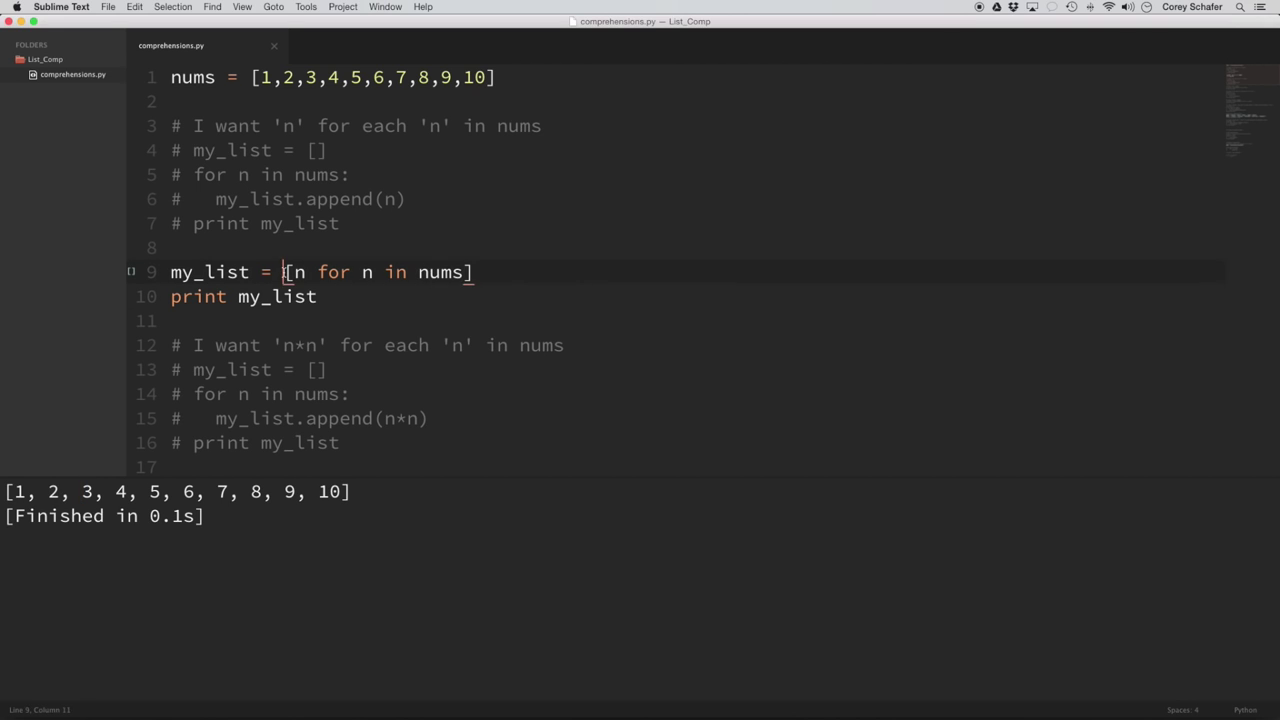 Sublime Text File Edit Selection Find View Goto Tools Project Window Help Corey Schafer
comprehensions.py — List_Comp
FOLDERS
List_Comp
comprehensions.py
comprehensions.py
1 nums = [1,2,3,4,5,6,7,8,9,10]
2
3 # I want 'n' for each 'n' in nums
4 # my_list = []
5 # for n in nums:
6 #   my_list.append(n)
7 # print my_list
8
9 my_list = [n for n in nums]
10 print my_list
11
12 # I want 'n*n' for each 'n' in nums
13 # my_list = []
14 # for n in nums:
15 #   my_list.append(n*n)
16 # print my_list
17
[1, 2, 3, 4, 5, 6, 7, 8, 9, 10]
[Finished in 0.1s]
Line 9, Column 11 Spaces: 4 Python